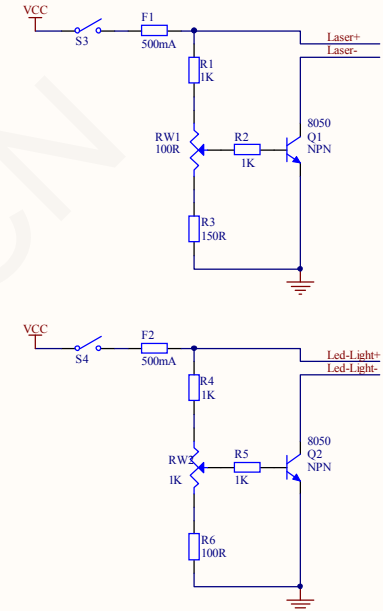 VCC
F1
S3
500mA
Laser+
Laser-
R1
1K
8050
RW1
R2
Q1
100R
NPN
1K
R3
150R
VCC
F2
S4
500mA
Led-Light+
Led-Light-
R4
1K
8050
RW2
R5
Q2
NPN
1K
1K
R6
100R